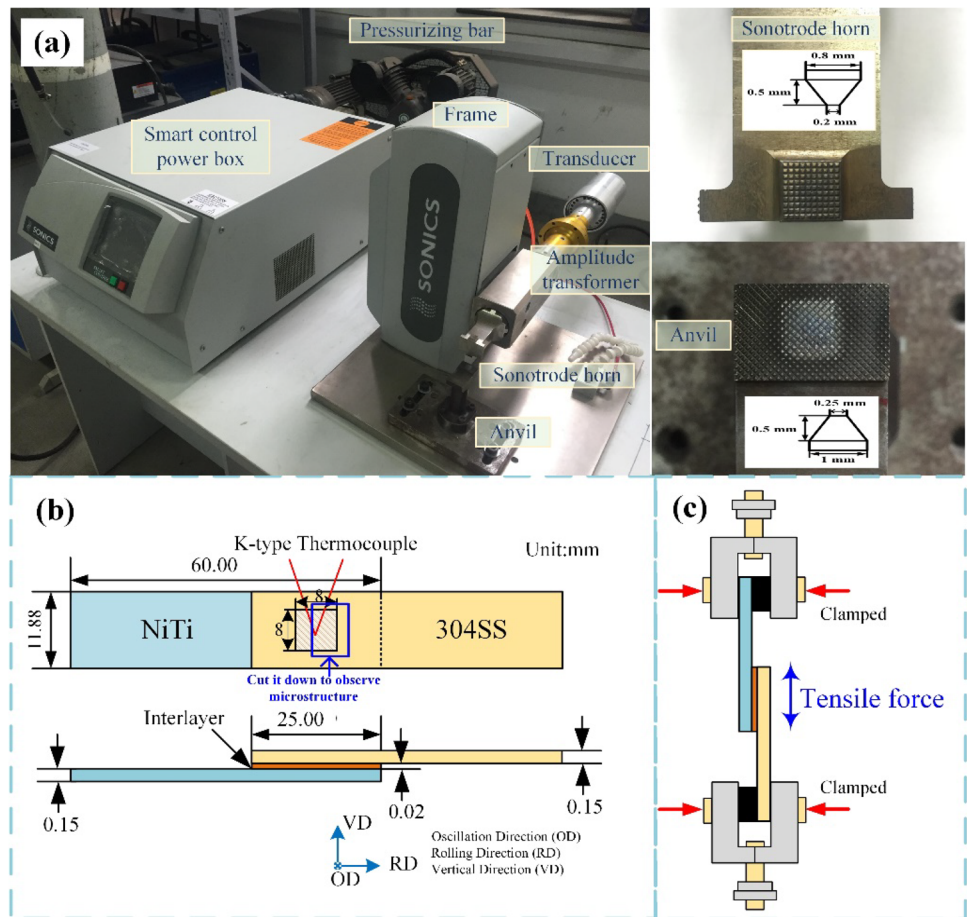 (a)
Pressurizing bar
Frame
Smart control
power box
Transducer
SONICS
SONICS
Amplitude
transformer
Sonotrode horn
Anvil
Sonotrode horn
0.8 mm
0.5 mm
0.2 mm
Anvil
0.25 mm
0.5 mm
1 mm
(b)
K-type Thermocouple
Unit:mm
60.00
8
11.88
NiTi
8
304SS
Cut it down to observe
microstructure
Interlayer
25.00
0.15
0.02
0.15
VD
RD
OD
Oscillation Direction (OD)
Rolling Direction (RD)
Vertical Direction (VD)
(c)
Clamped
Tensile force
Clamped